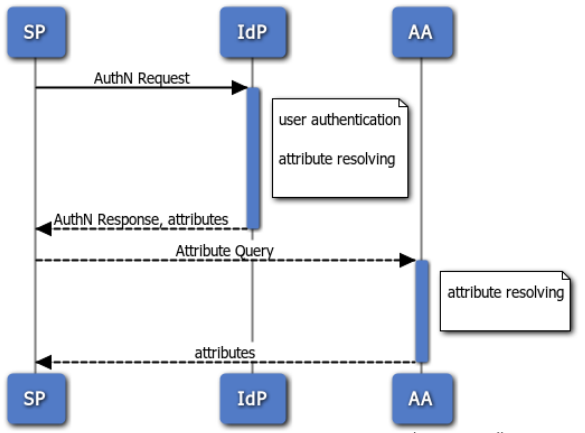 SP
IdP
AA
AuthN Request
user authentication
attribute resolving
AuthN Response, attributes
Attribute Query
attribute resolving
attributes
SP
IdP
AA